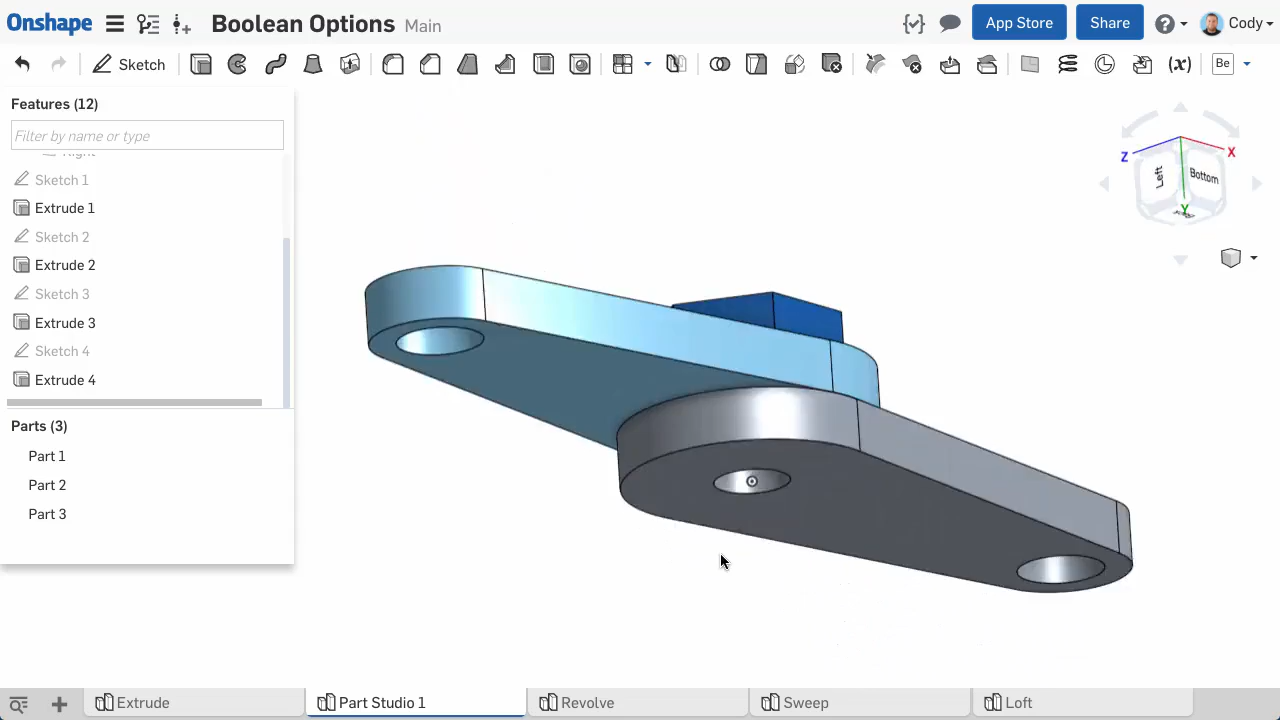 Onshape Boolean Options Main App Store Share Cody
Sketch (x) Be
Features (12)
Filter by name or type
Right
Sketch 1
Extrude 1
Sketch 2
Extrude 2
Sketch 3
Extrude 3
Sketch 4
Extrude 4
Parts (3)
Part 1
Part 2
Part 3
Z X
Left Bottom
Y
Extrude Part Studio 1 Revolve Sweep Loft